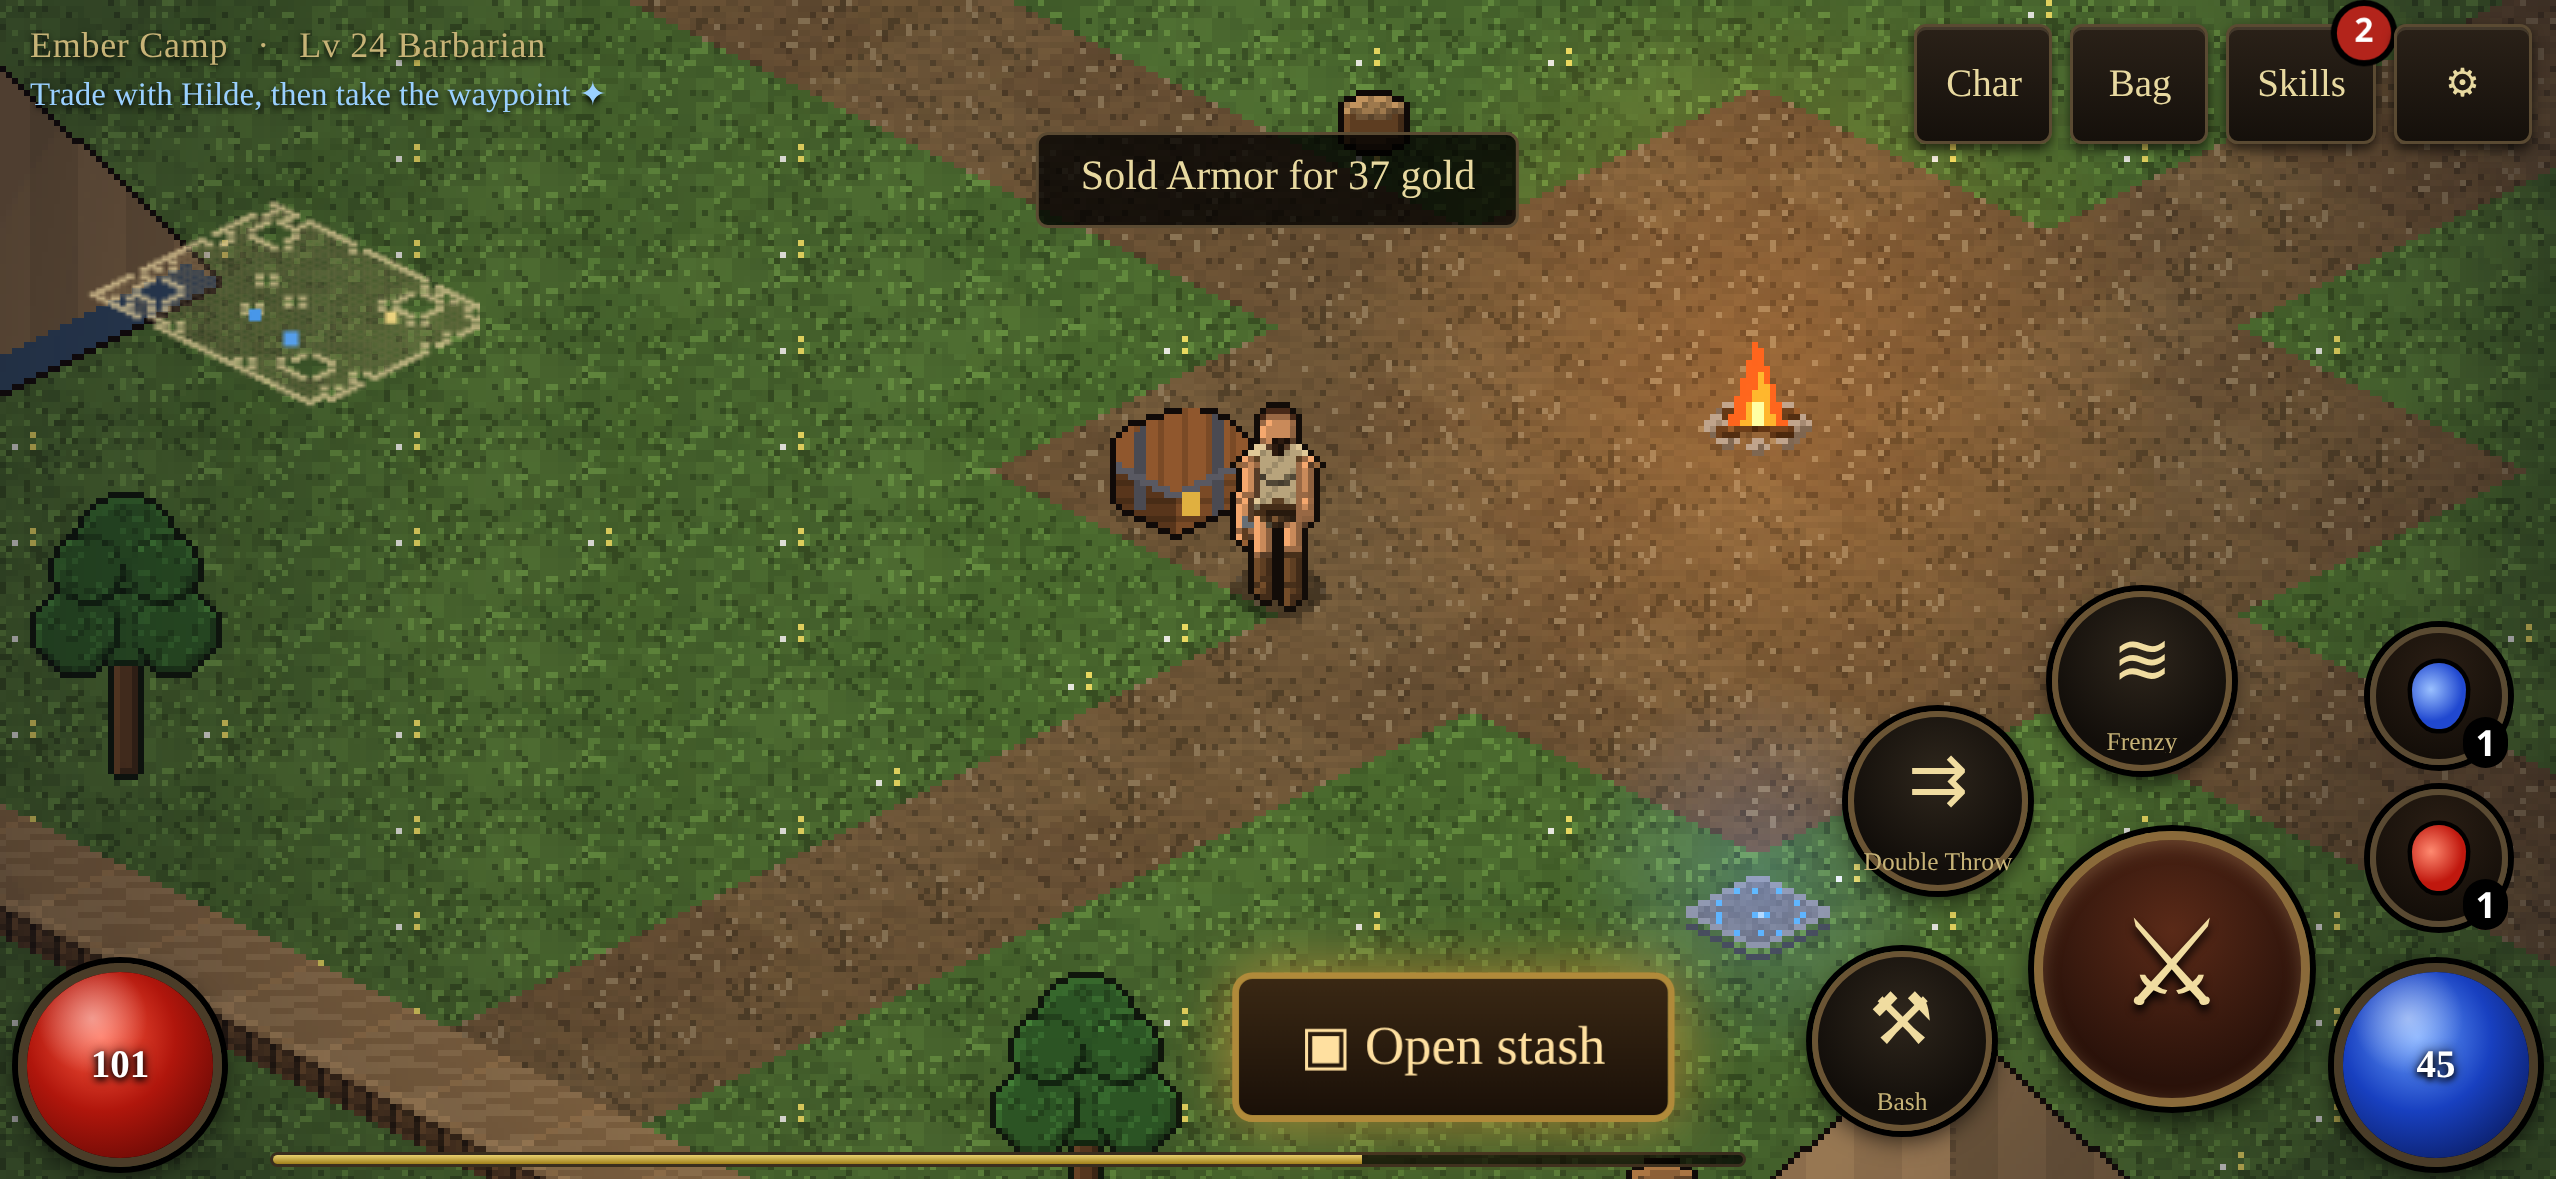 Ember Camp · Lv 24 Barbarian
Trade with Hilde, then take the waypoint ✦
Char
Bag
Skills
2
⚙
Sold Armor for 37 gold
Frenzy
Double Throw
1
1
Bash
▣ Open stash
101
45